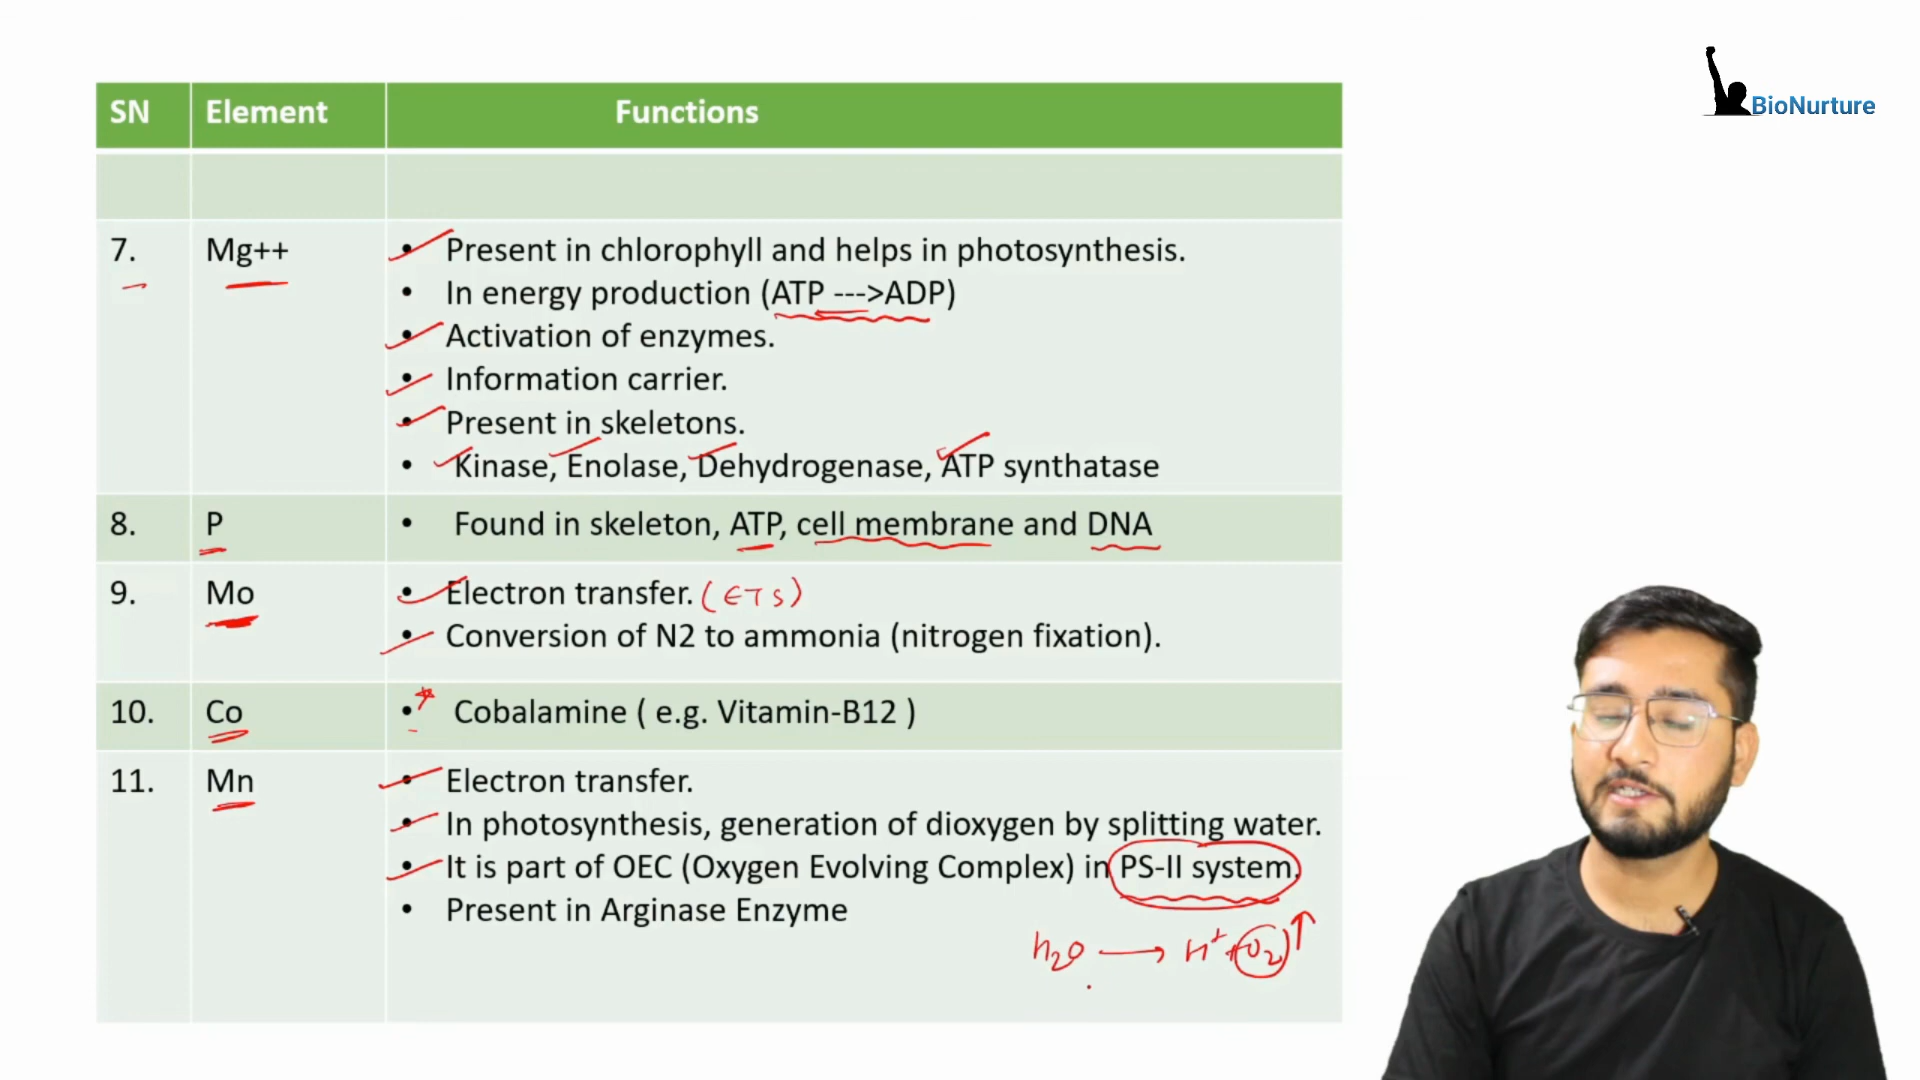 BioNurture
SN Element Functions
7. Mg++ • Present in chlorophyll and helps in photosynthesis.
• In energy production (ATP --->ADP)
• Activation of enzymes.
• Information carrier.
• Present in skeletons.
• Kinase, Enolase, Dehydrogenase, ATP synthatase
8. P • Found in skeleton, ATP, cell membrane and DNA
9. Mo • Electron transfer. (ETS)
• Conversion of N2 to ammonia (nitrogen fixation).
10. Co • Cobalamine ( e.g. Vitamin-B12 )
11. Mn • Electron transfer.
• In photosynthesis, generation of dioxygen by splitting water.
• It is part of OEC (Oxygen Evolving Complex) in PS-II system.
• Present in Arginase Enzyme
H₂O → H⁺ + O₂ ↑